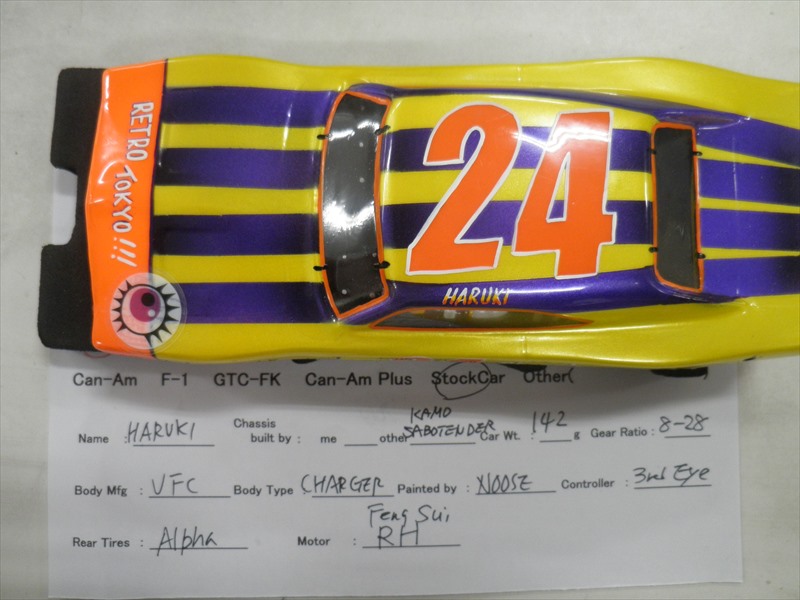 RETRO TOKYO!!!
24
HARUKI
Can-Am F-1 GTC-FK Can-Am Plus StockCar Other(
Name : HARUKI Chassis built by : me other KAMO SABOTENDER Car Wt. : 142 g Gear Ratio : 8-28
Body Mfg : VFC Body Type : CHARGER Painted by : NOOSE Controller : 3rd Eye
Rear Tires : Alpha Motor : Feng Sui, RH